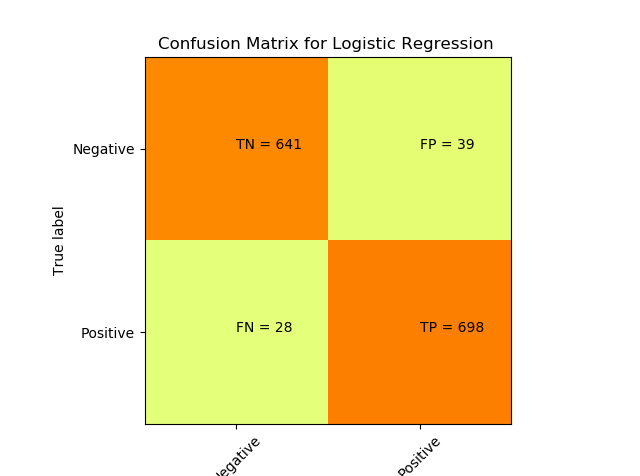 Confusion Matrix for Logistic Regression
Negative
TN = 641
FP = 39
True label
Positive
FN = 28
TP = 698
Positive